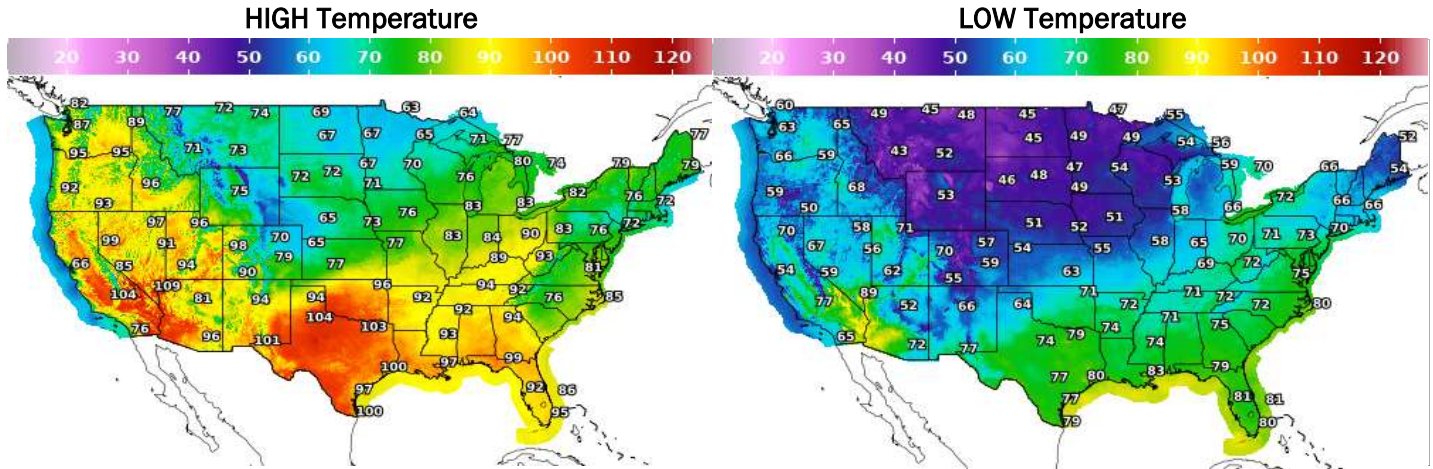 HIGH Temperature LOW Temperature
20 30 40 50 60 70 80 90 100 110 120 20 30 40 50 60 70 80 90 100 110 120
82 77 72 74 69 63 64 60 49 45 48 45 47 55
87 89 67 67 65 71 77 77 63 65 45 49 49 54 56 52
95 95 71 73 67 70 80 74 79 79 66 59 43 52 47 54 59 70 66 54
92 96 75 72 72 71 76 82 76 72 59 68 53 46 48 49 53 72 66 66
93 83 83 50 58 66
99 97 91 96 65 73 76 83 84 90 83 76 72 70 67 58 56 71 51 52 51 58 65 70 71 73 70
66 85 94 98 70 79 65 77 77 89 93 81 54 59 62 70 57 59 54 55 69 72 75
104 109 81 90 94 94 96 92 94 92 76 85 77 89 52 55 66 64 63 71 72 71 72 72 80
76 96 101 104 103 92 93 94 65 72 77 74 79 74 71 74 75
100 97 99 77 80 83 79
97 92 86 77 81 81
100 95 79 80